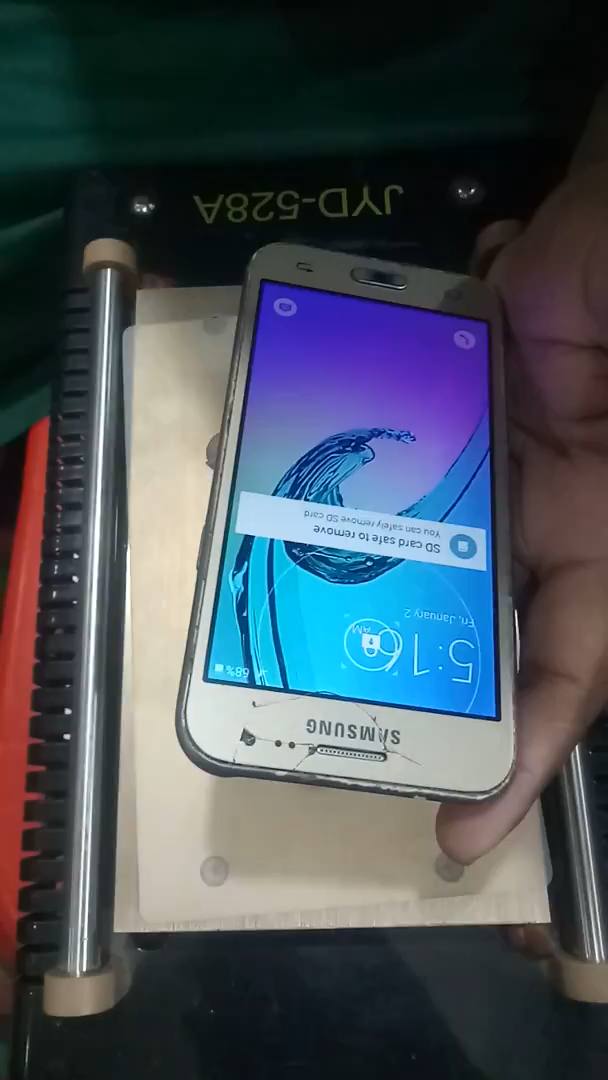 JYD-528A
SAMSUNG
68%
5:16
AM
Fri, January 2
SD card safe to remove
You can safely remove SD card